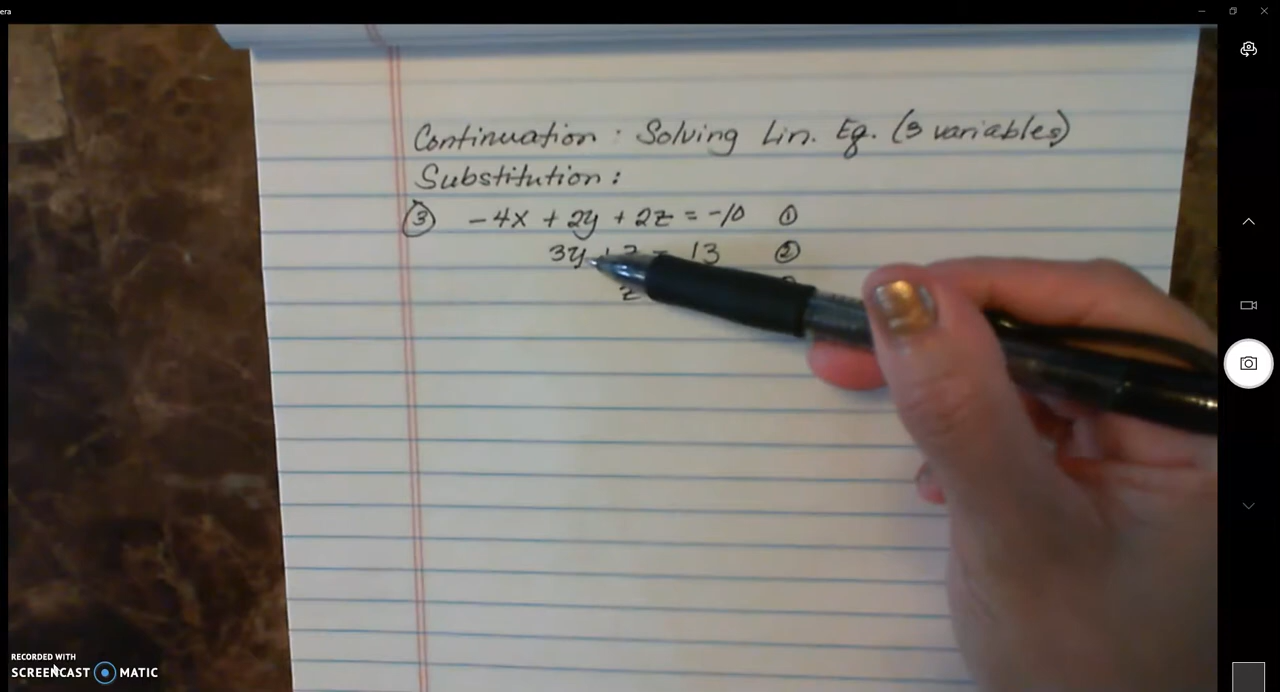 era
Continuation : Solving Lin. Eq. (3 variables)
Substitution :
③ -4x + 2y + 2z = -10 ①
3y + z = 13 ②
z
RECORDED WITH
SCREENCAST MATIC